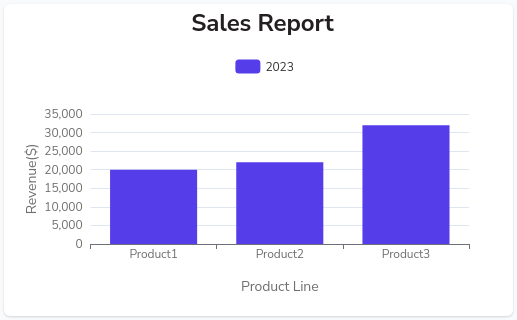 Sales Report
2023
35,000
30,000
25,000
20,000
15,000
10,000
5,000
0
Revenue($)
Product1 Product2 Product3
Product Line